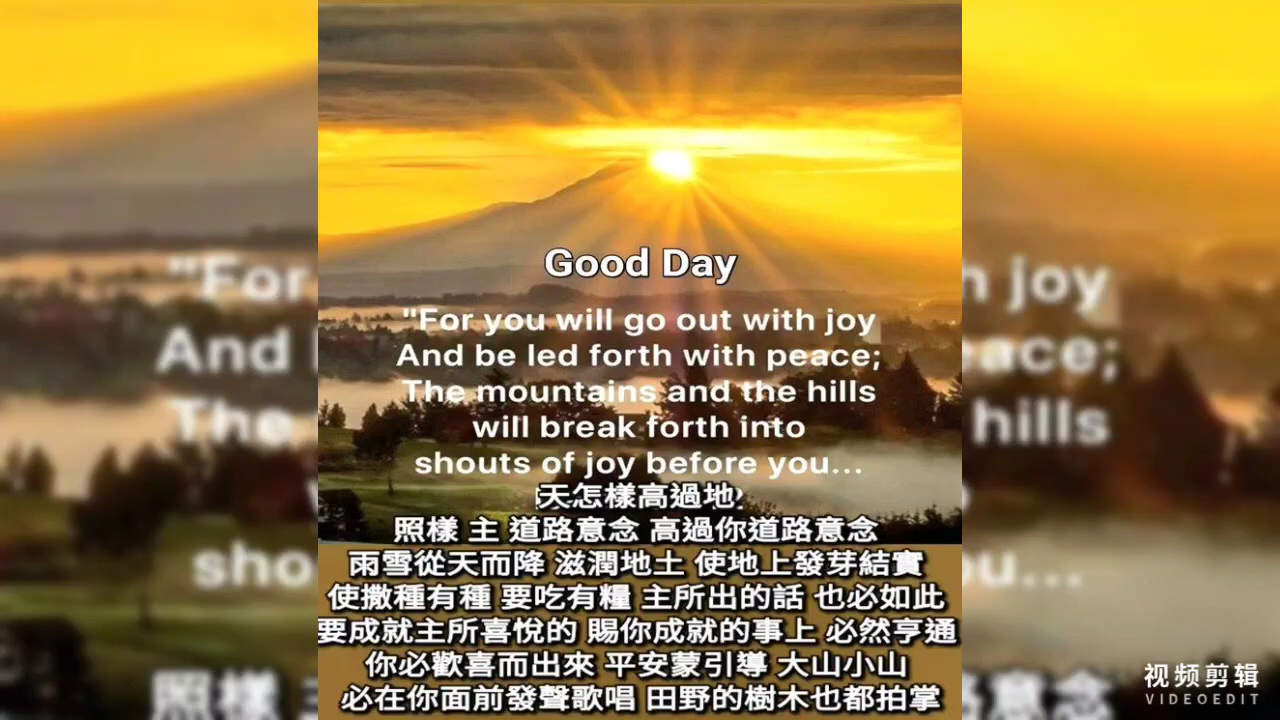 Good Day
"For you will go out with joy
And be led forth with peace;
The mountains and the hills
will break forth into
shouts of joy before you...
天怎樣高過地
照樣 主 道路意念 高過你道路意念
雨雪從天而降 滋潤地土 使地上發芽結實
使撒種有種 要吃有糧 主所出的話 也必如此
要成就主所喜悅的 賜你成就的事上 必然亨通
你必歡喜而出來 平安蒙引導 大山小山
必在你面前發聲歌唱 田野的樹木也都拍掌
视频剪辑
VIDEOEDIT